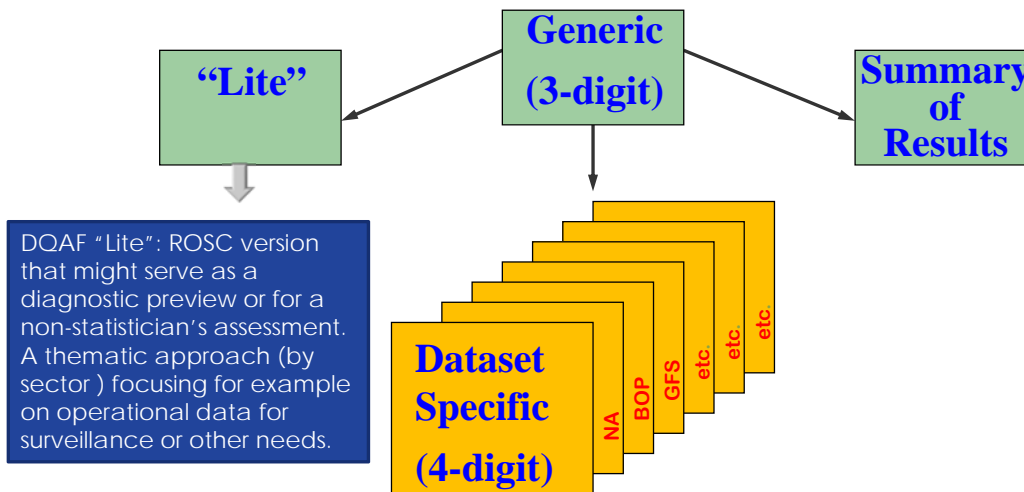 Generic
(3-digit)
“Lite”
Summary
of
Results
DQAF “Lite”: ROSC version
that might serve as a
diagnostic preview or for a
non-statistician’s assessment.
A thematic approach (by
sector ) focusing for example
on operational data for
surveillance or other needs.
Dataset
Specific
(4-digit)
NA
BOP
GFS
etc.
etc.
etc.